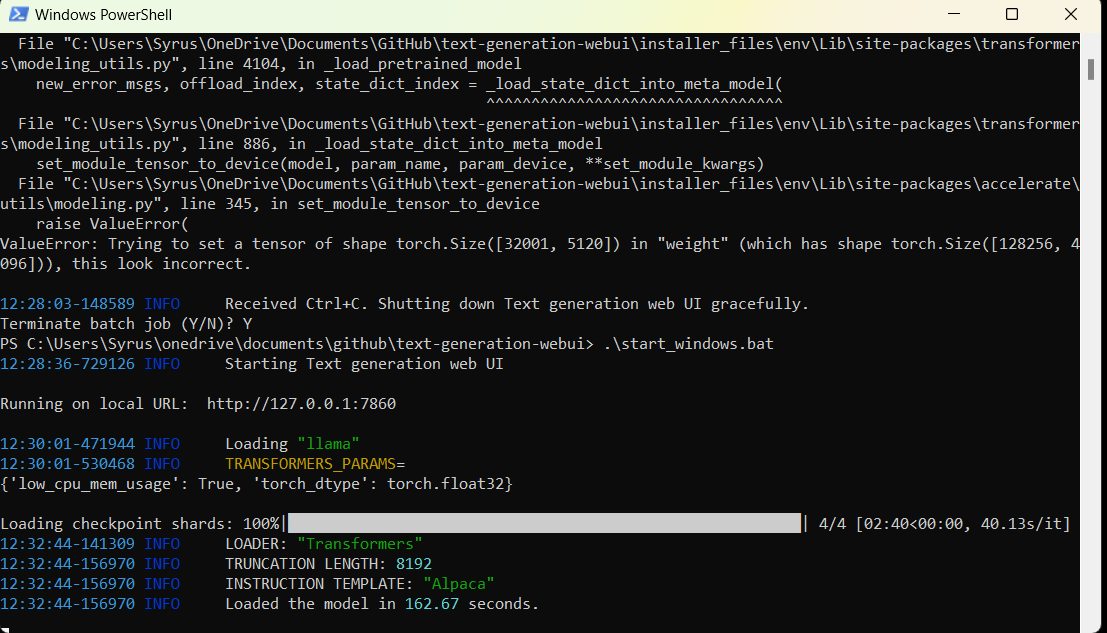 Windows PowerShell
  File "C:\Users\Syrus\OneDrive\Documents\GitHub\text-generation-webui\installer_files\env\Lib\site-packages\transformer
s\modeling_utils.py", line 4104, in _load_pretrained_model
    new_error_msgs, offload_index, state_dict_index = _load_state_dict_into_meta_model(
                                                      ^^^^^^^^^^^^^^^^^^^^^^^^^^^^^^^^^
  File "C:\Users\Syrus\OneDrive\Documents\GitHub\text-generation-webui\installer_files\env\Lib\site-packages\transformer
s\modeling_utils.py", line 886, in _load_state_dict_into_meta_model
    set_module_tensor_to_device(model, param_name, param_device, **set_module_kwargs)
  File "C:\Users\Syrus\OneDrive\Documents\GitHub\text-generation-webui\installer_files\env\Lib\site-packages\accelerate\
utils\modeling.py", line 345, in set_module_tensor_to_device
    raise ValueError(
ValueError: Trying to set a tensor of shape torch.Size([32001, 5120]) in "weight" (which has shape torch.Size([128256, 4
096])), this look incorrect.
12:28:03-148589 INFO     Received Ctrl+C. Shutting down Text generation web UI gracefully.
Terminate batch job (Y/N)? Y
PS C:\Users\Syrus\onedrive\documents\github\text-generation-webui> .\start_windows.bat
12:28:36-729126 INFO     Starting Text generation web UI
Running on local URL:  http://127.0.0.1:7860
12:30:01-471944 INFO     Loading "llama"
12:30:01-530468 INFO     TRANSFORMERS_PARAMS=
{'low_cpu_mem_usage': True, 'torch_dtype': torch.float32}
Loading checkpoint shards: 100%| | 4/4 [02:40<00:00, 40.13s/it]
12:32:44-141309 INFO     LOADER: "Transformers"
12:32:44-156970 INFO     TRUNCATION LENGTH: 8192
12:32:44-156970 INFO     INSTRUCTION TEMPLATE: "Alpaca"
12:32:44-156970 INFO     Loaded the model in 162.67 seconds.